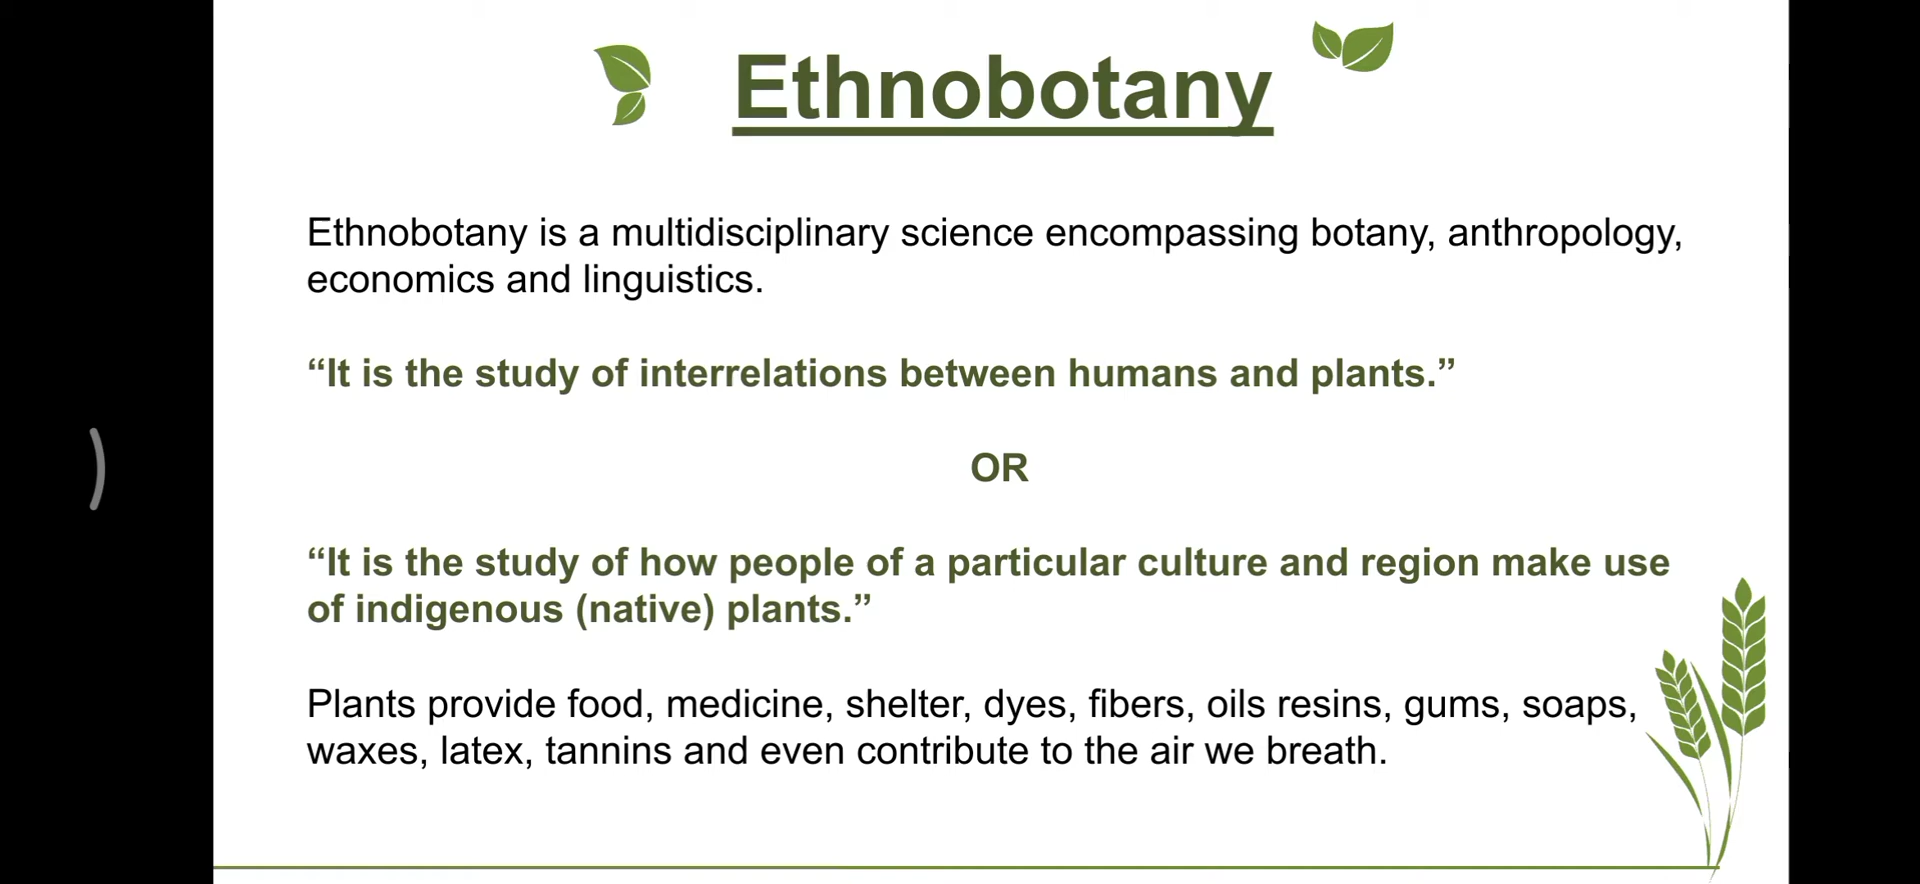 Ethnobotany
Ethnobotany is a multidisciplinary science encompassing botany, anthropology,
economics and linguistics.
“It is the study of interrelations between humans and plants.”
OR
“It is the study of how people of a particular culture and region make use
of indigenous (native) plants.”
Plants provide food, medicine, shelter, dyes, fibers, oils resins, gums, soaps,
waxes, latex, tannins and even contribute to the air we breath.